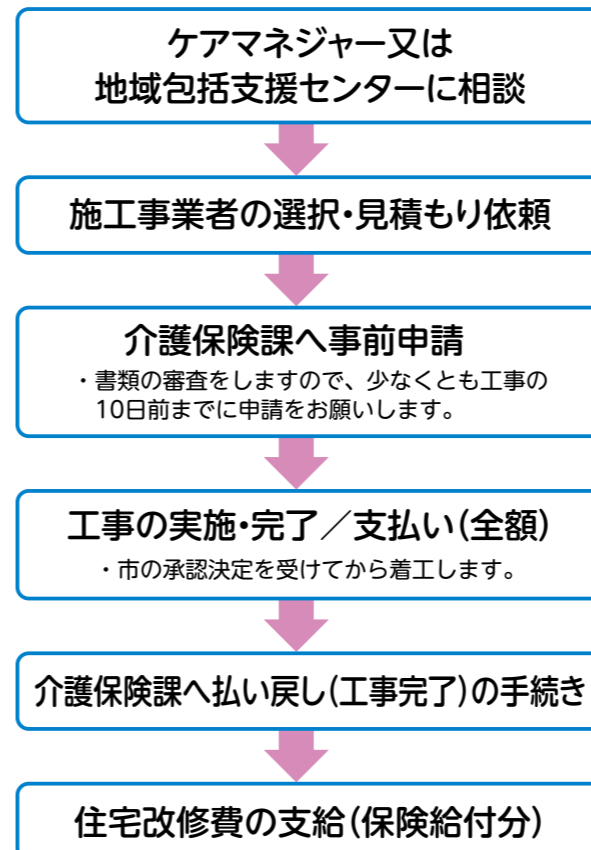 ケアマネジャー又は
地域包括支援センターに相談
施工事業者の選択・見積もり依頼
介護保険課へ事前申請
・書類の審査をしますので、少なくとも工事の
10日前までに申請をお願いします。
工事の実施・完了／支払い(全額)
・市の承認決定を受けてから着工します。
介護保険課へ払い戻し(工事完了)の手続き
住宅改修費の支給(保険給付分)